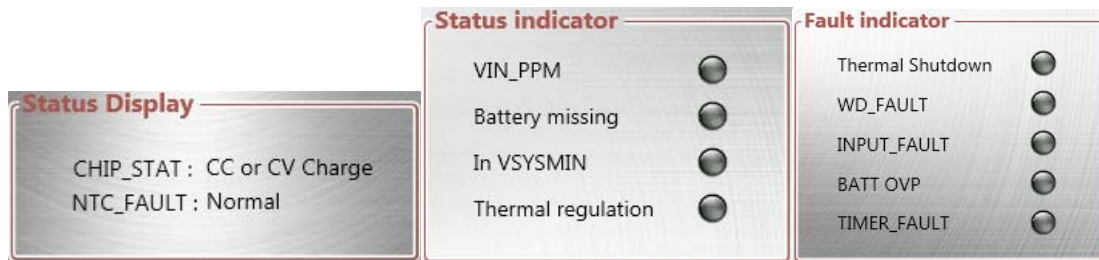 Status Display
CHIP_STAT : CC or CV Charge
NTC_FAULT : Normal
Status indicator
VIN_PPM
Battery missing
In VSYSMIN
Thermal regulation
Fault indicator
Thermal Shutdown
WD_FAULT
INPUT_FAULT
BATT OVP
TIMER_FAULT